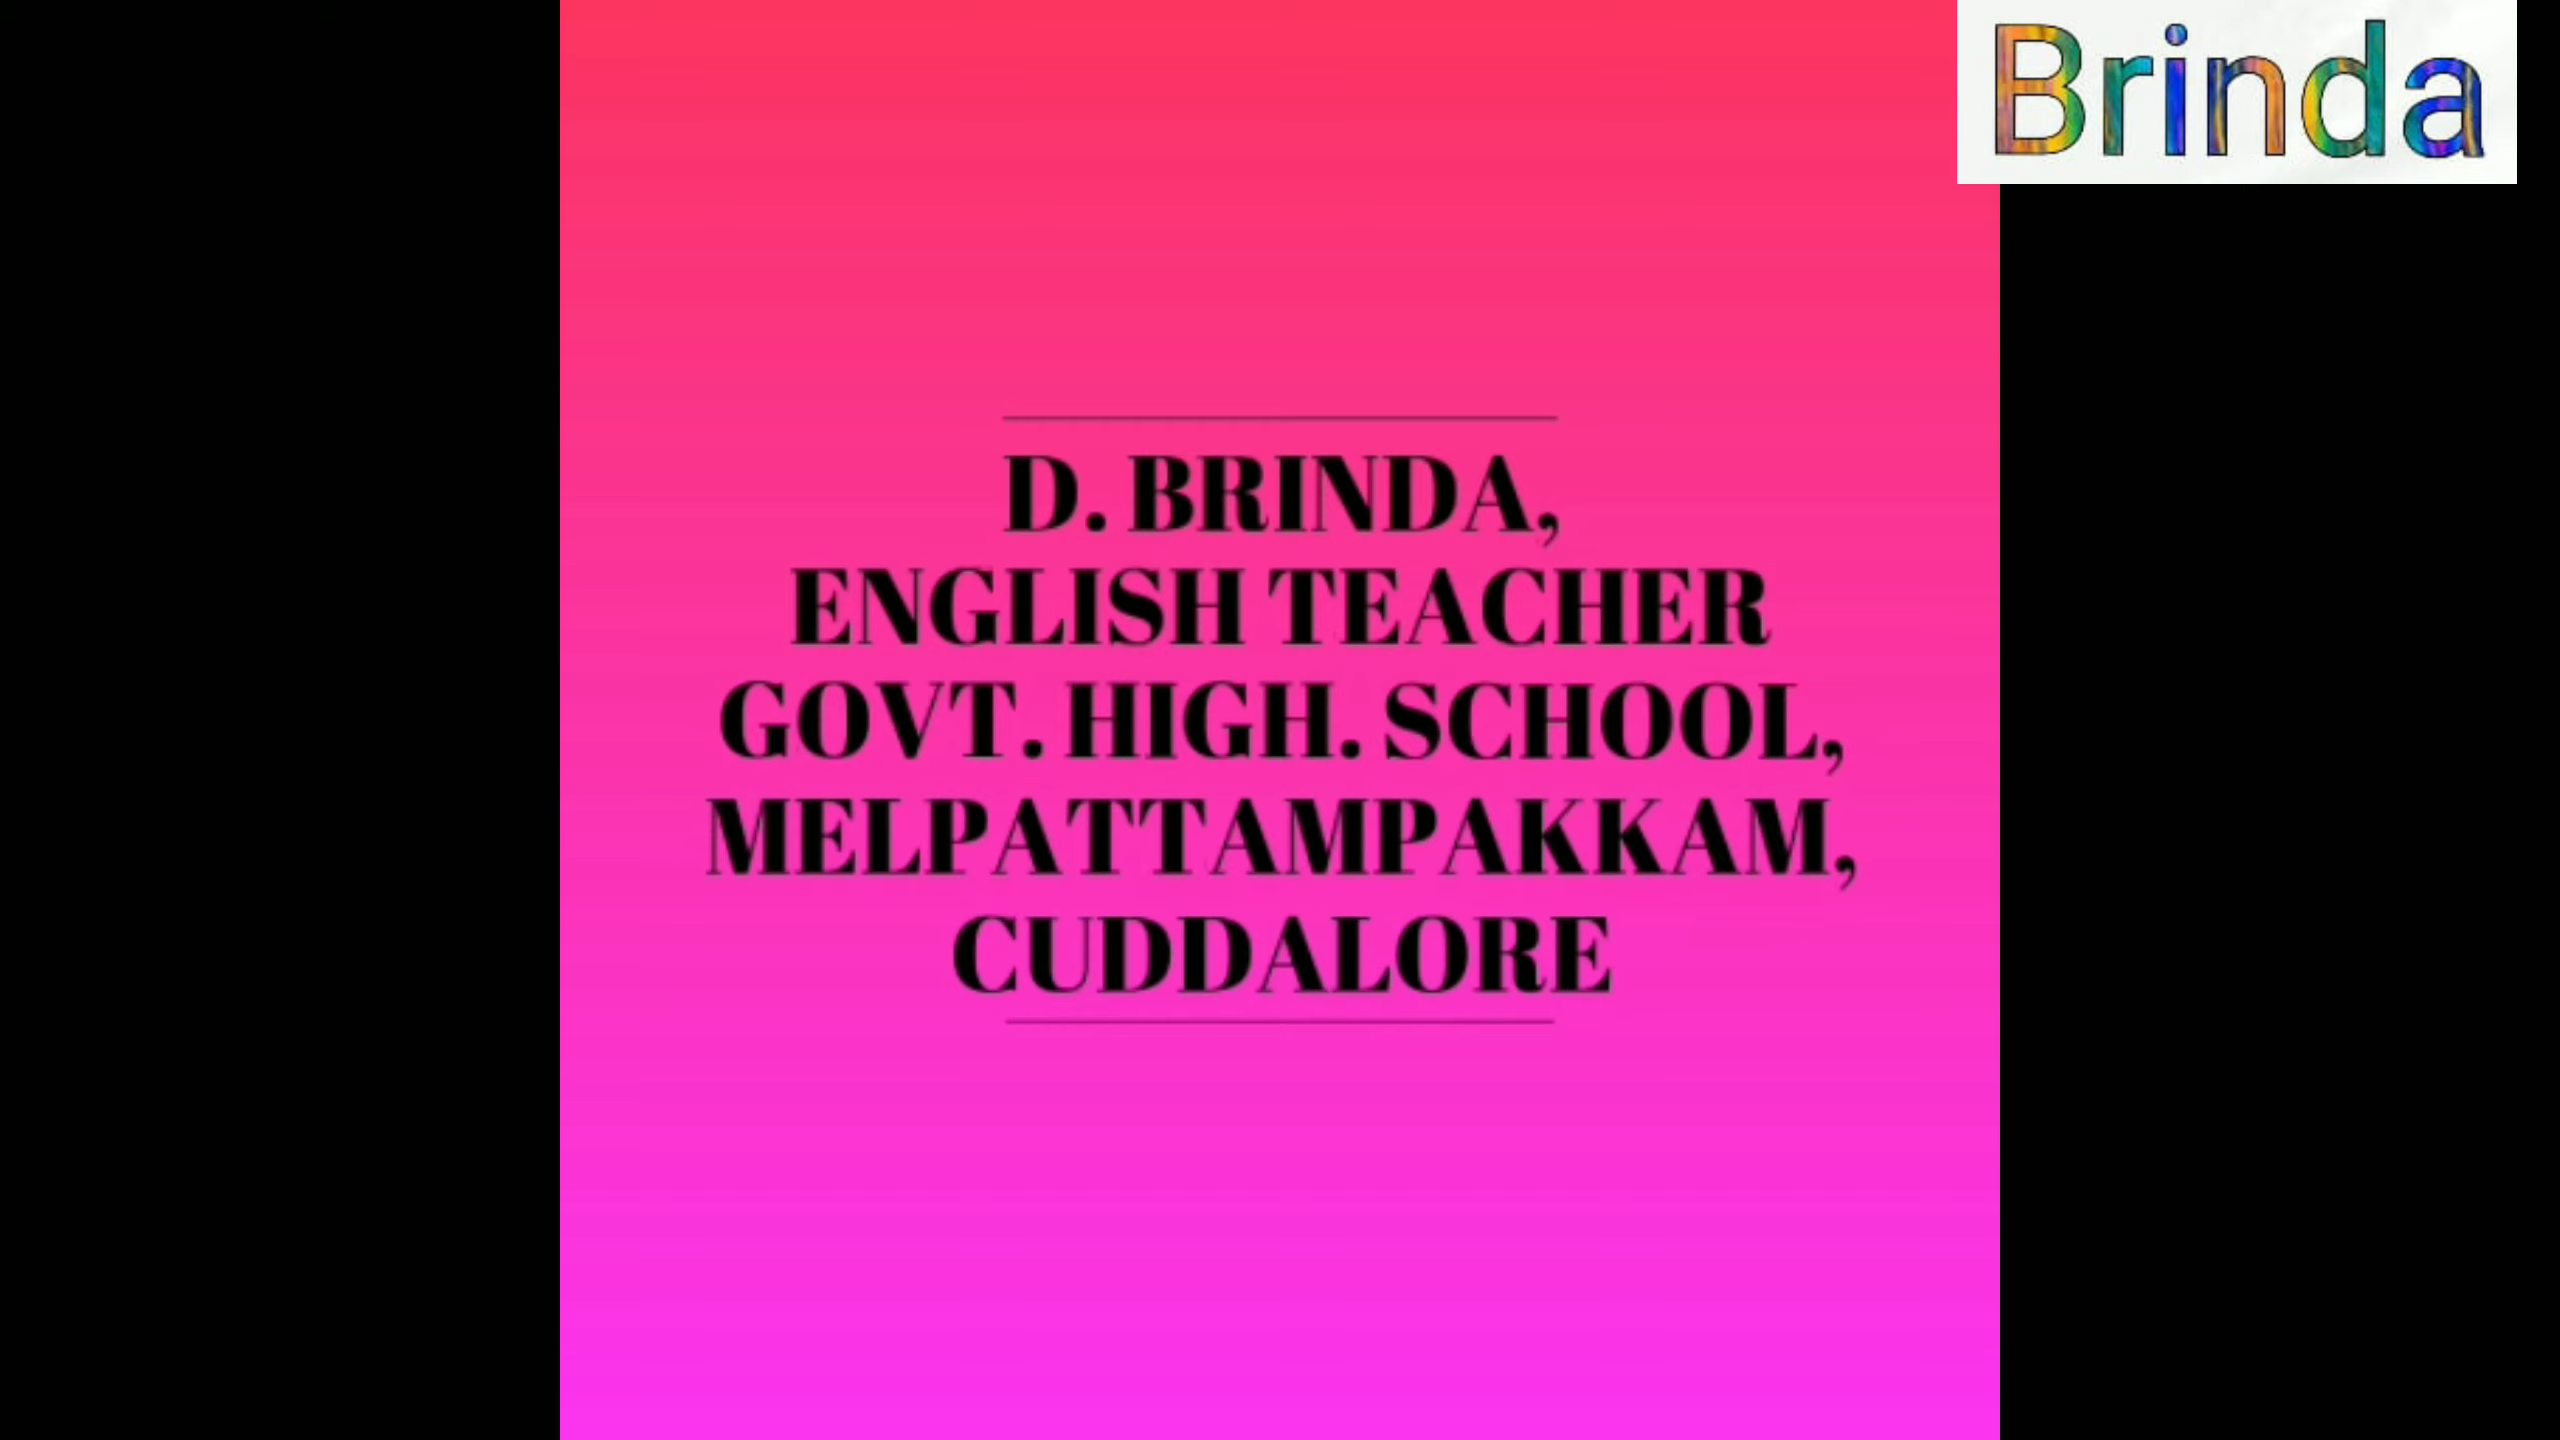 Brinda
D. BRINDA,
ENGLISH TEACHER
GOVT. HIGH. SCHOOL,
MELPATTAMPAKKAM,
CUDDALORE